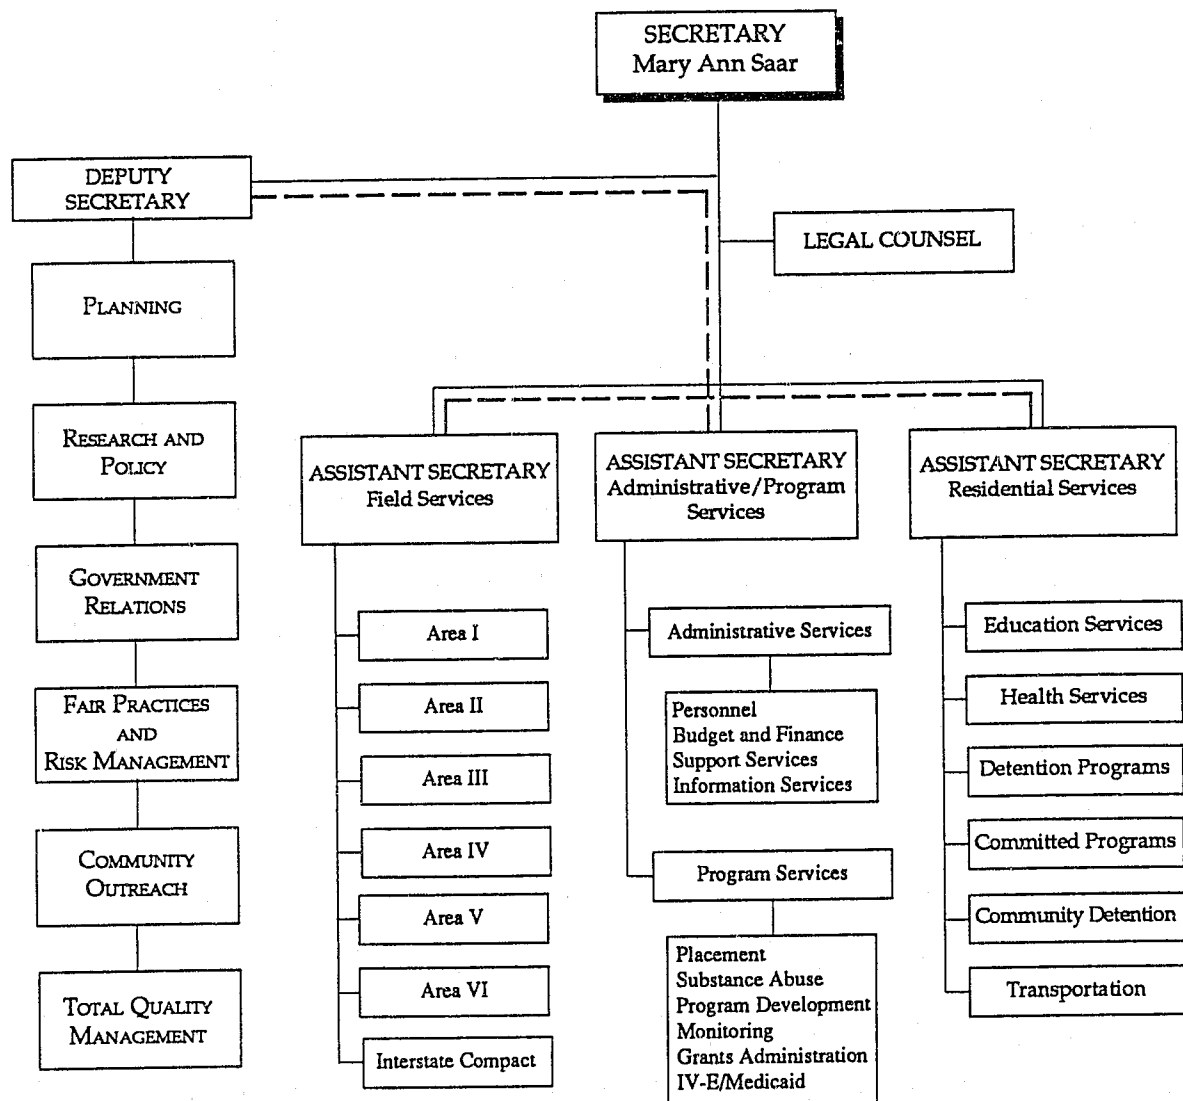 SECRETARY
Mary Ann Saar
DEPUTY
SECRETARY
LEGAL COUNSEL
PLANNING
RESEARCH AND
POLICY
GOVERNMENT
RELATIONS
FAIR PRACTICES
AND
RISK MANAGEMENT
COMMUNITY
OUTREACH
TOTAL QUALITY
MANAGEMENT
ASSISTANT SECRETARY
Field Services
Area I
Area II
Area III
Area IV
Area V
Area VI
Interstate Compact
ASSISTANT SECRETARY
Administrative/Program
Services
Administrative Services
Personnel
Budget and Finance
Support Services
Information Services
Program Services
Placement
Substance Abuse
Program Development
Monitoring
Grants Administration
IV-E/Medicaid
ASSISTANT SECRETARY
Residential Services
Education Services
Health Services
Detention Programs
Committed Programs
Community Detention
Transportation